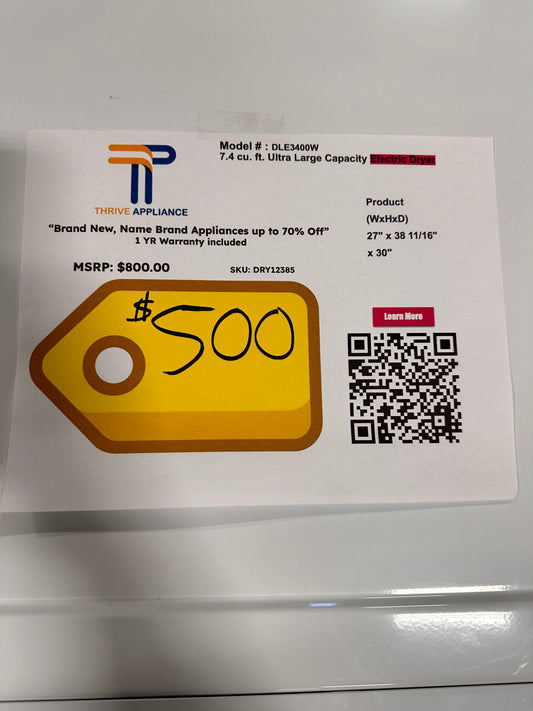 Model # : DLE3400W
7.4 cu. ft. Ultra Large Capacity Electric Dryer
THRIVE APPLIANCE
“Brand New, Name Brand Appliances up to 70% Off”
1 YR Warranty included
MSRP: $800.00
SKU: DRY12385
$500
Product
(WxHxD)
27" x 38 11/16"
x 30"
Learn More